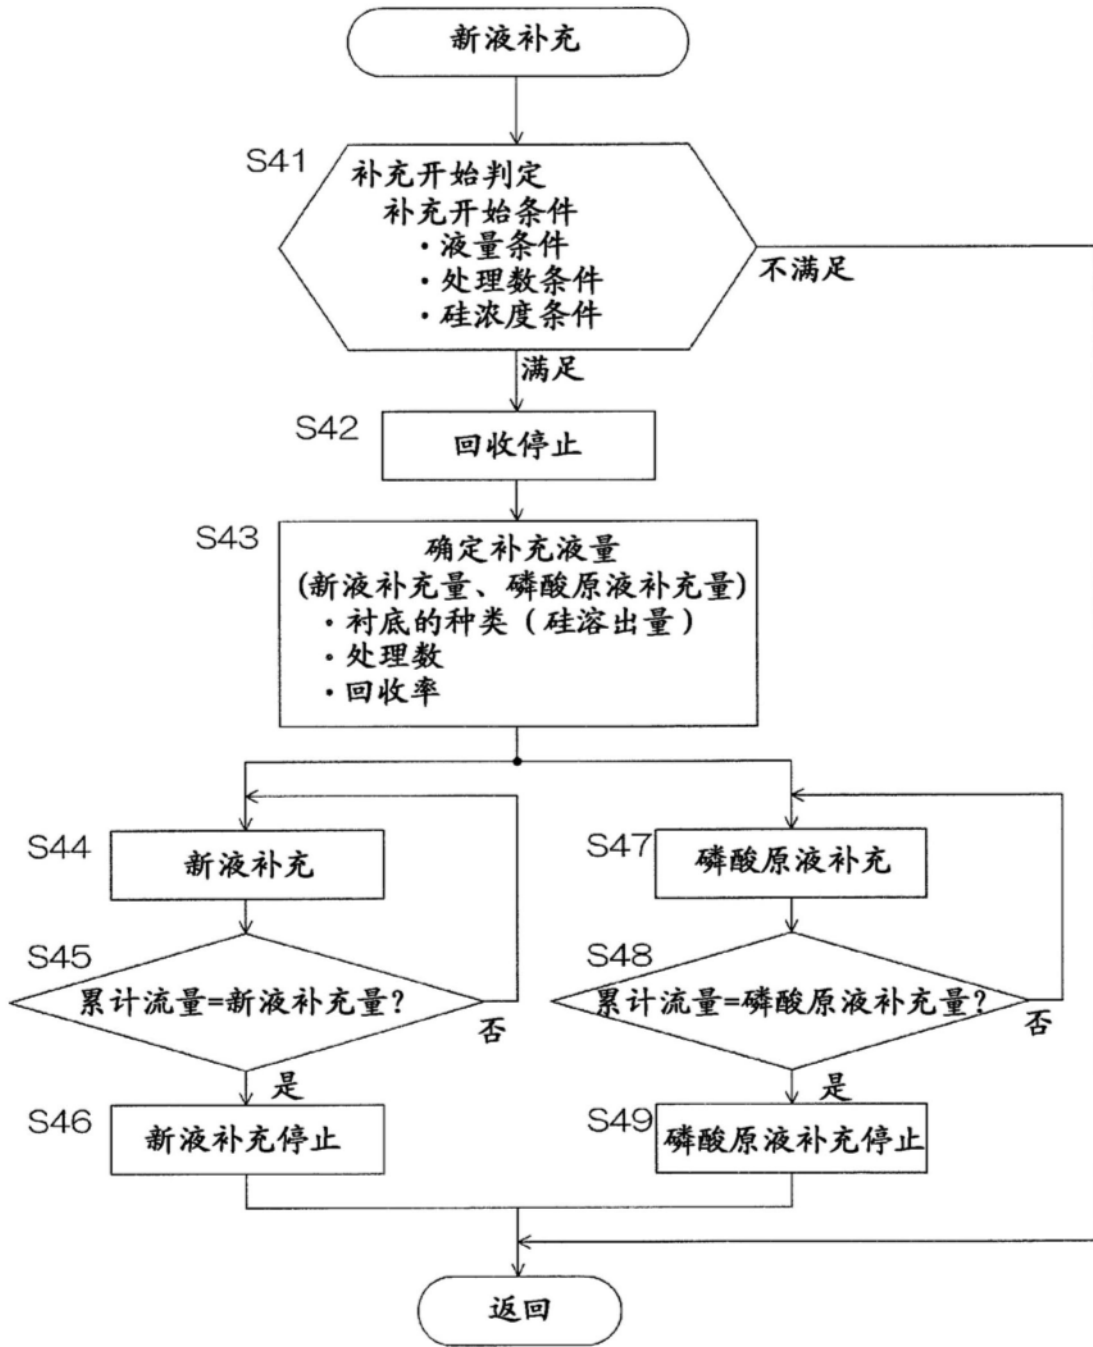 新液补充
S41
补充开始判定
补充开始条件
・液量条件
・处理数条件
・硅浓度条件
不满足
满足
S42
回收停止
S43
确定补充液量
(新液补充量、磷酸原液补充量)
・衬底的种类（硅溶出量）
・处理数
・回收率
S44
新液补充
S45
累计流量=新液补充量?
否
是
S46
新液补充停止
S47
磷酸原液补充
S48
累计流量=磷酸原液补充量?
否
是
S49
磷酸原液补充停止
返回